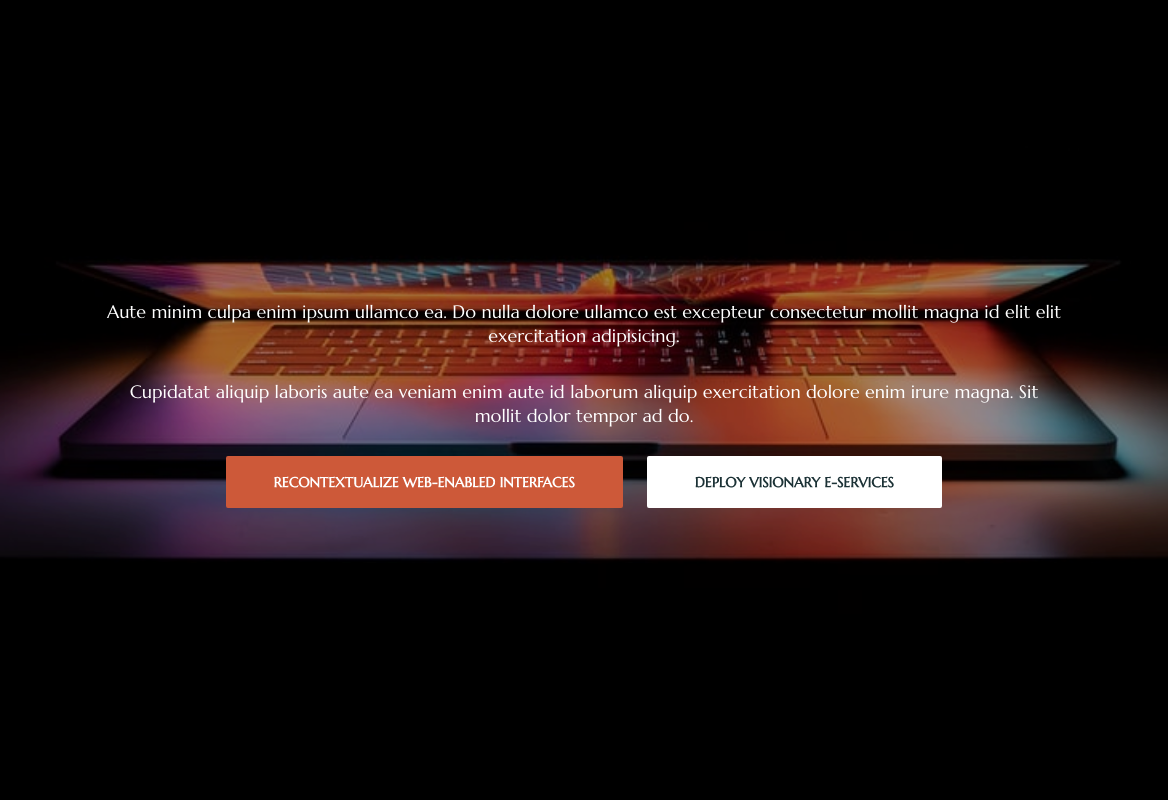 Aute minim culpa enim ipsum ullamco ea. Do nulla dolore ullamco est excepteur consectetur mollit magna id elit elit
exercitation adipisicing.
Cupidatat aliquip laboris aute ea veniam enim aute id laborum aliquip exercitation dolore enim irure magna. Sit
mollit dolor tempor ad do.
RECONTEXTUALIZE WEB-ENABLED INTERFACES
DEPLOY VISIONARY E-SERVICES